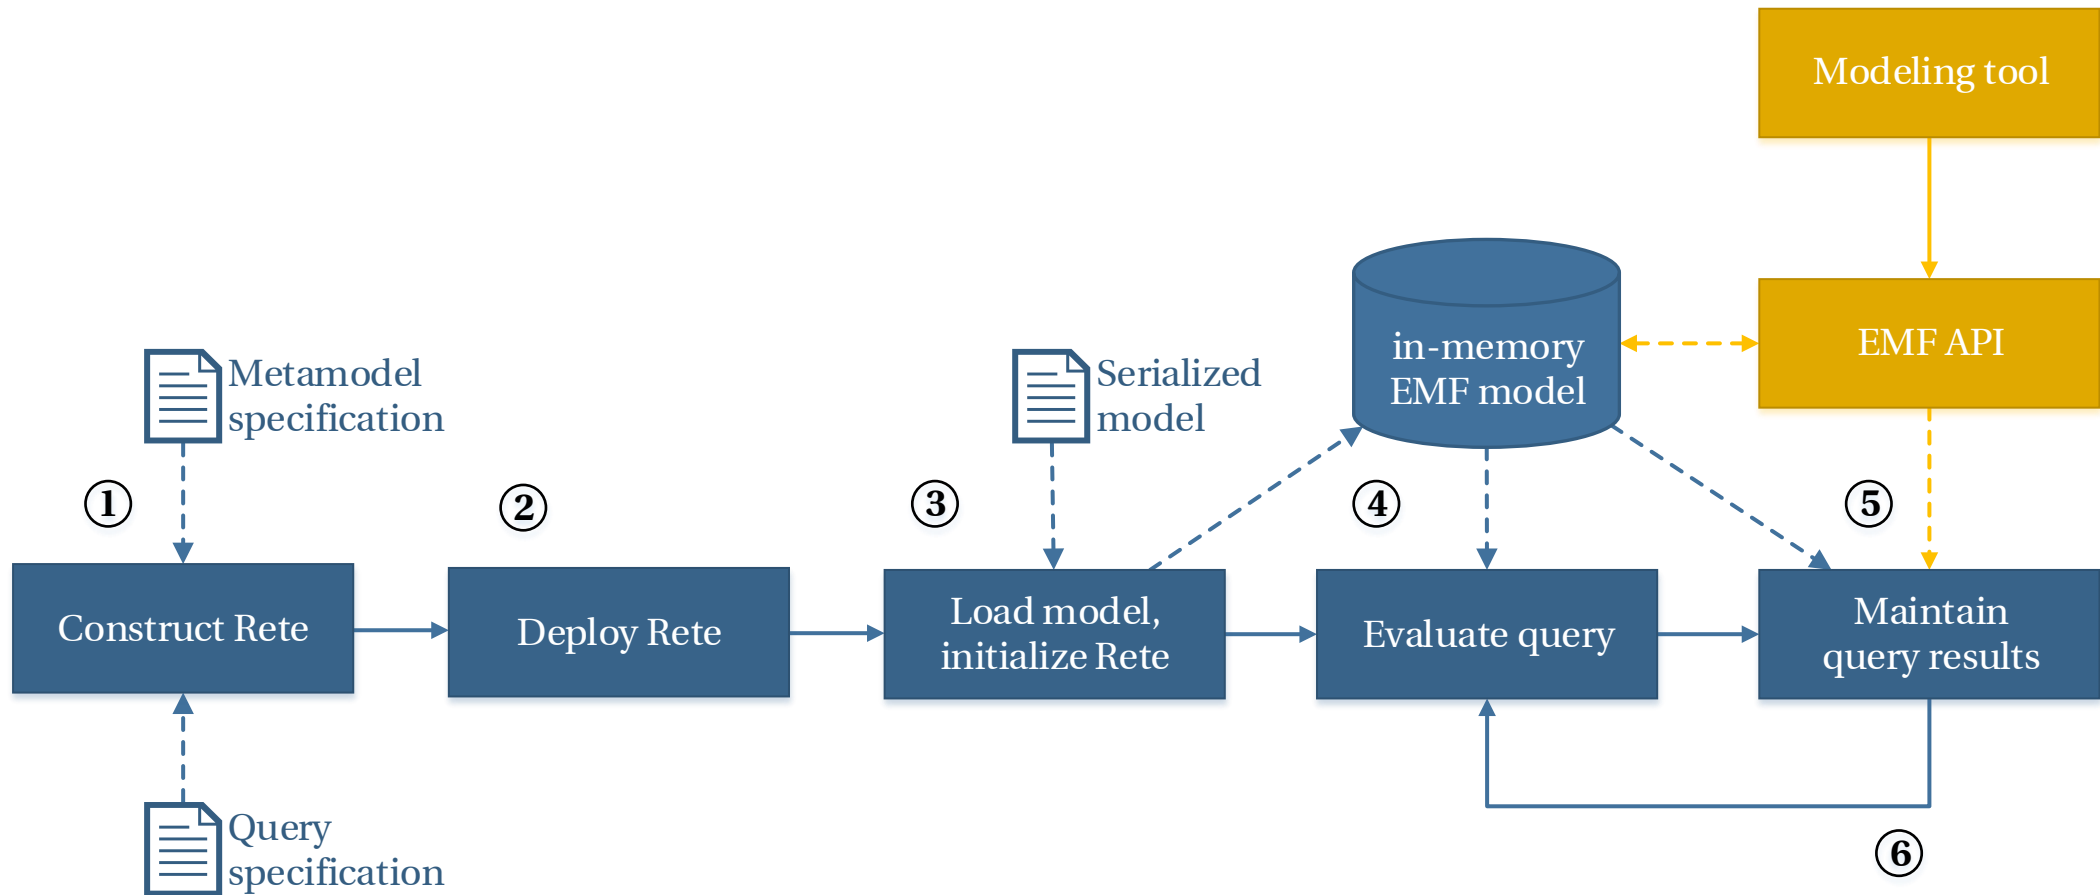 Modeling tool
in-memory
EMF model
EMF API
Metamodel
specification
Serialized
model
1
2
3
4
5
Construct Rete
Deploy Rete
Load model,
initialize Rete
Evaluate query
Maintain
query results
Query
specification
6